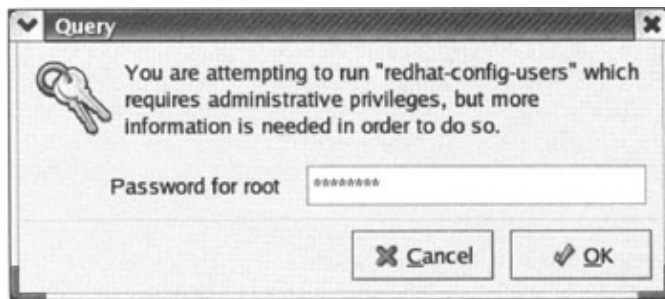 Query
You are attempting to run "redhat-config-users" which
requires administrative privileges, but more
information is needed in order to do so.
Password for root ********
Cancel OK